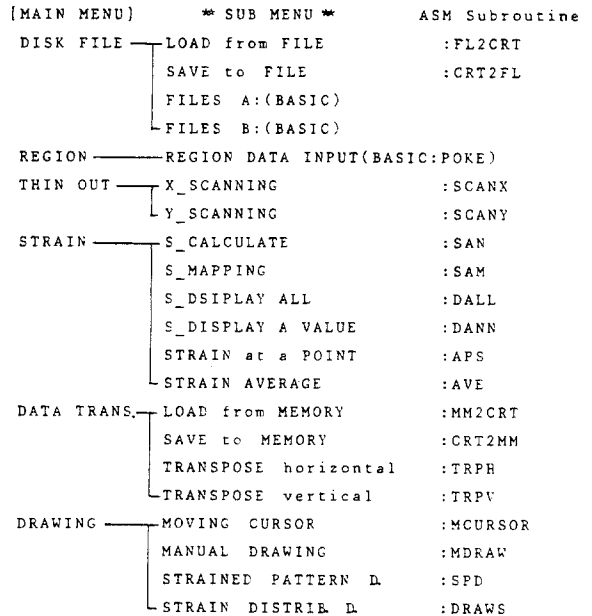 [MAIN MENU] ** SUB MENU ** ASM Subroutine
DISK FILE LOAD from FILE :FL2CRT
SAVE to FILE :CRT2FL
FILES A:(BASIC)
FILES B:(BASIC)
REGION REGION DATA INPUT(BASIC:POKE)
THIN OUT X_SCANNING :SCANX
Y_SCANNING :SCANY
STRAIN S_CALCULATE :SAN
S_MAPPING :SAM
S_DSIPLAY ALL :DALL
S_DISPLAY A VALUE :DANN
STRAIN at a POINT :APS
STRAIN AVERAGE :AVE
DATA TRANS. LOAD from MEMORY :MM2CRT
SAVE to MEMORY :CRT2MM
TRANSPOSE horizontal :TRPH
TRANSPOSE vertical :TRPV
DRAWING MOVING CURSOR :MCURSOR
MANUAL DRAWING :MDRAW
STRAINED PATTERN D. :SPD
STRAIN DISTRIB. D. :DRAWS